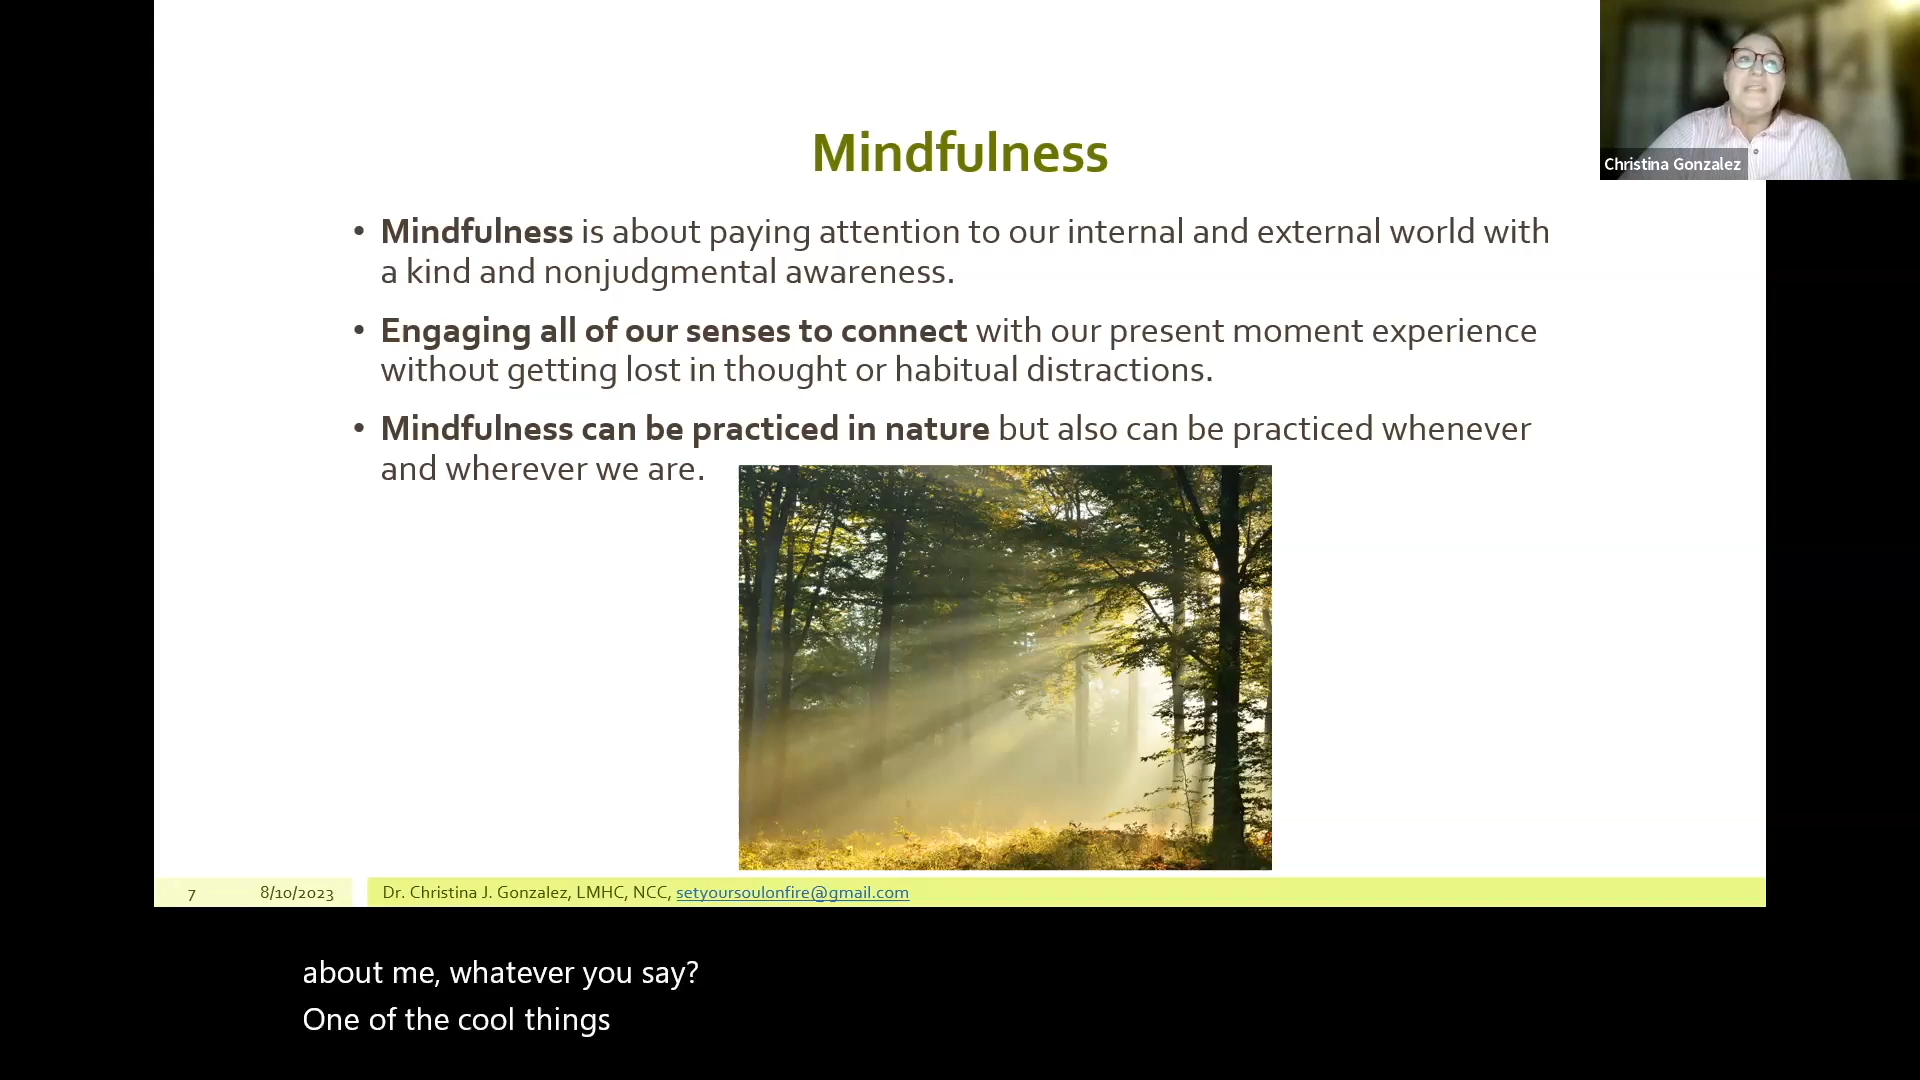 Mindfulness
Christina Gonzalez
• Mindfulness is about paying attention to our internal and external world with
a kind and nonjudgmental awareness.
• Engaging all of our senses to connect with our present moment experience
without getting lost in thought or habitual distractions.
• Mindfulness can be practiced in nature but also can be practiced whenever
and wherever we are.
7 8/10/2023 Dr. Christina J. Gonzalez, LMHC, NCC, setyoursoulonfire@gmail.com
about me, whatever you say?
One of the cool things